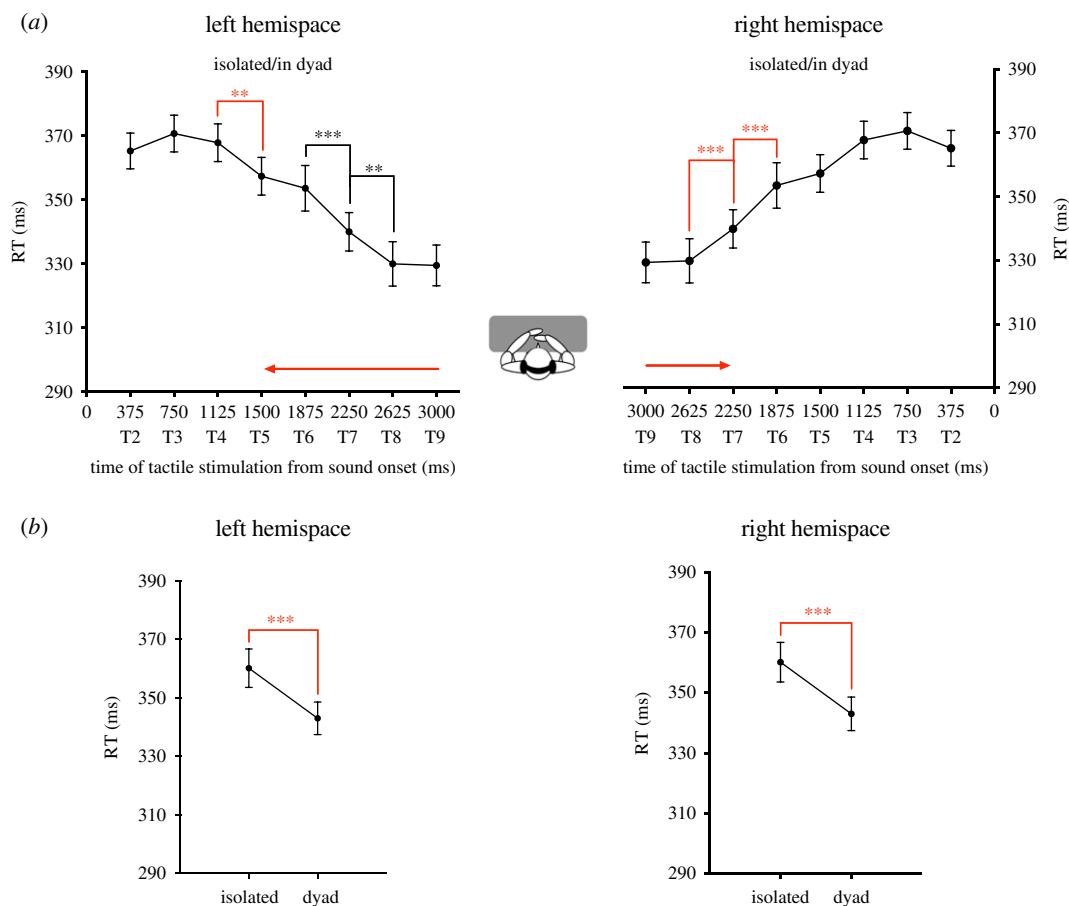 (a)
left hemispace
isolated/in dyad
390
370
350
330
310
290
RT (ms)
**
***
**
0 375 750 1125 1500 1875 2250 2625 3000
T2 T3 T4 T5 T6 T7 T8 T9
time of tactile stimulation from sound onset (ms)
right hemispace
isolated/in dyad
***
***
390
370
350
330
310
290
RT (ms)
3000 2625 2250 1875 1500 1125 750 375 0
T9 T8 T7 T6 T5 T4 T3 T2
time of tactile stimulation from sound onset (ms)
(b)
left hemispace
390
370
350
330
310
290
RT (ms)
***
isolated dyad
right hemispace
390
370
350
330
310
290
RT (ms)
***
isolated dyad